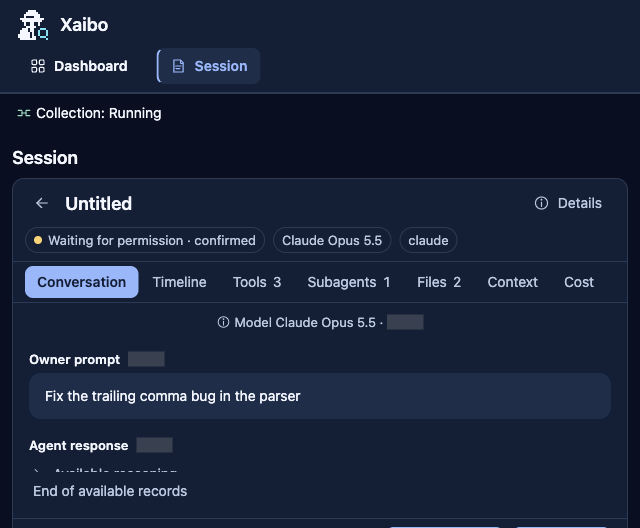 Xaibo
Dashboard
Session
Collection: Running
Session
Untitled
Details
Waiting for permission · confirmed
Claude Opus 5.5
claude
Conversation
Timeline
Tools 3
Subagents 1
Files 2
Context
Cost
Model Claude Opus 5.5 ·
Owner prompt
Fix the trailing comma bug in the parser
Agent response
Available reasoning
End of available records